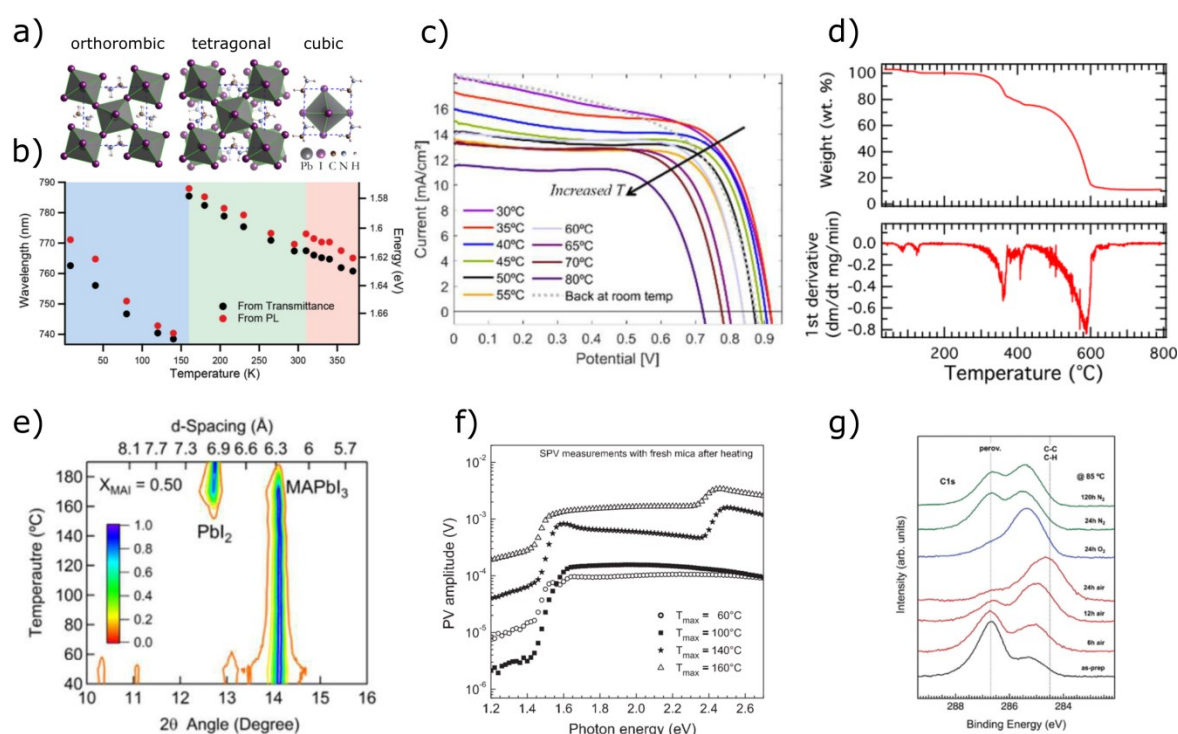 a)
orthorombic tetragonal cubic
Pb I C N H
b)
Wavelength (nm)
790
780
770
760
750
740
1.58
1.6
1.62
1.64
1.66
Energy (eV)
From Transmittance
From PL
50 100 150 200 250 300 350
Temperature (K)
c)
Current [mA/cm²]
16
14
12
10
8
6
4
2
0
Increased T
30ºC
35ºC
40ºC
45ºC
50ºC
55ºC
60ºC
65ºC
70ºC
80ºC
Back at room temp
0 0.1 0.2 0.3 0.4 0.5 0.6 0.7 0.8 0.9
Potential [V]
d)
Weight (wt. %)
100
80
60
40
20
0
1st derivative
(dm/dt mg/min)
0.0
-0.2
-0.4
-0.6
-0.8
200 400 600 800
Temperature (°C)
e)
d-Spacing (Å)
8.1 7.7 7.3 6.9 6.6 6.3 6 5.7
Temperautre (ºC)
180
160
140
120
100
80
60
40
X MAI = 0.50
PbI2
MAPbI3
1.0
0.8
0.6
0.4
0.2
0.0
10 11 12 13 14 15 16
2θ Angle (Degree)
f)
SPV measurements with fresh mica after heating
PV amplitude (V)
10⁻¹
10⁻²
10⁻³
10⁻⁴
10⁻⁵
10⁻⁶
T max = 60°C
T max = 100°C
T max = 140°C
T max = 160°C
1.2 1.4 1.6 1.8 2.0 2.2 2.4 2.6
Photon energy (eV)
g)
perov.
C-C
C-H
C1s
@ 85 ºC
120h N2
24h N2
24h O2
24h air
12h air
6h air
as-prep
Intensity (arb. units)
288 286 284
Binding Energy (eV)